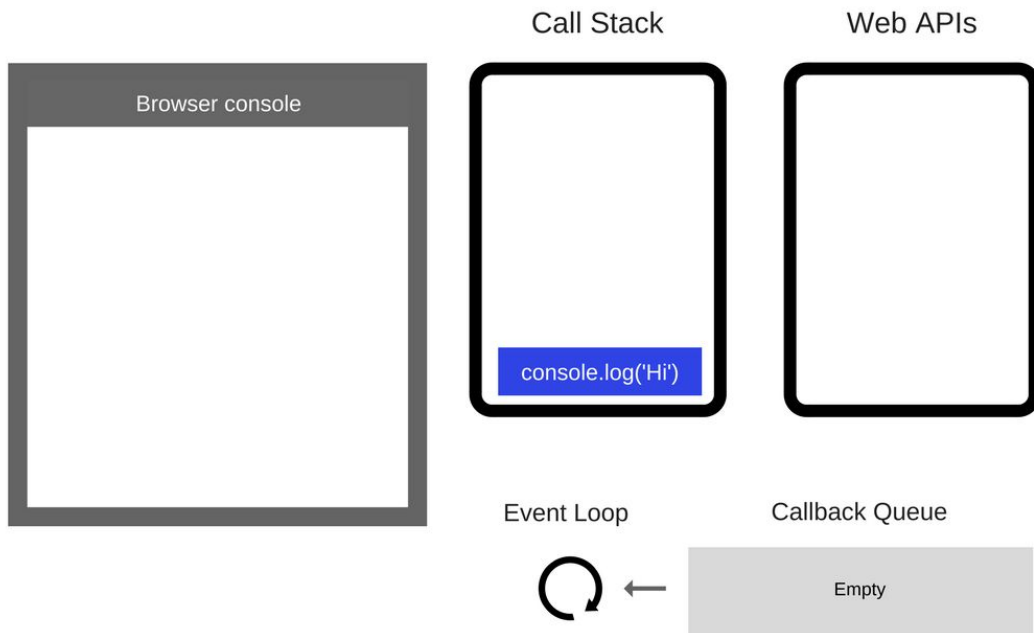 Call Stack
Web APIs
Browser console
console.log('Hi')
Event Loop
Callback Queue
Empty